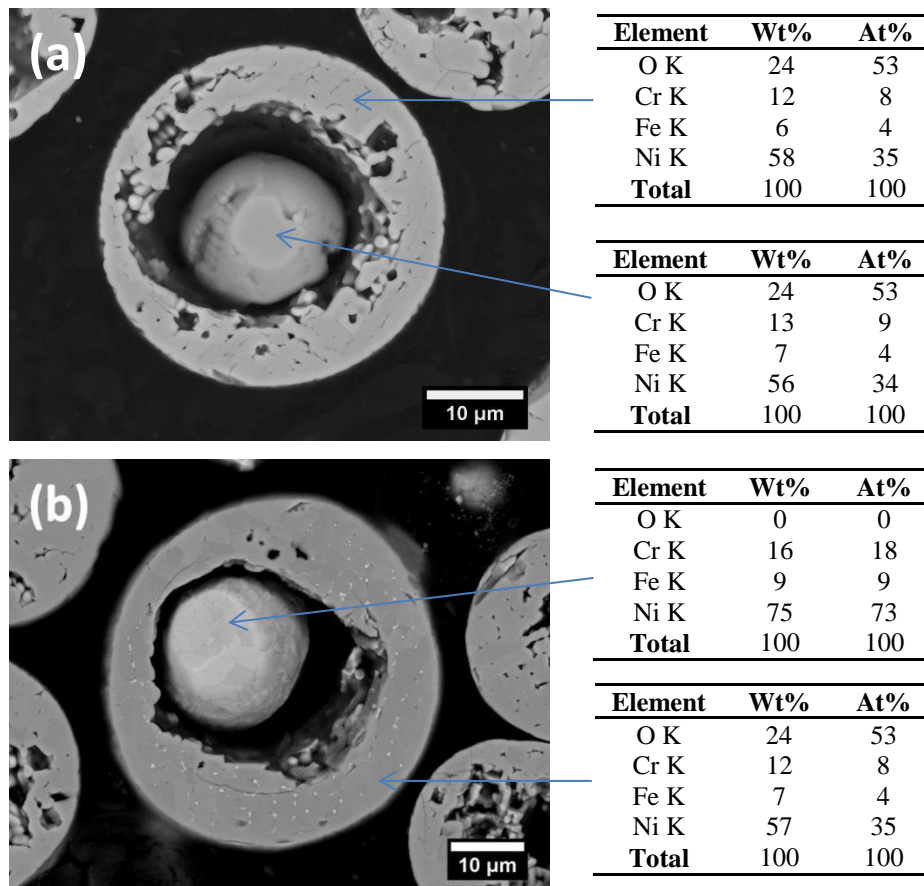 (a)
10 µm
Element Wt% At%
O K 24 53
Cr K 12 8
Fe K 6 4
Ni K 58 35
Total 100 100
Element Wt% At%
O K 24 53
Cr K 13 9
Fe K 7 4
Ni K 56 34
Total 100 100
(b)
10 µm
Element Wt% At%
O K 0 0
Cr K 16 18
Fe K 9 9
Ni K 75 73
Total 100 100
Element Wt% At%
O K 24 53
Cr K 12 8
Fe K 7 4
Ni K 57 35
Total 100 100